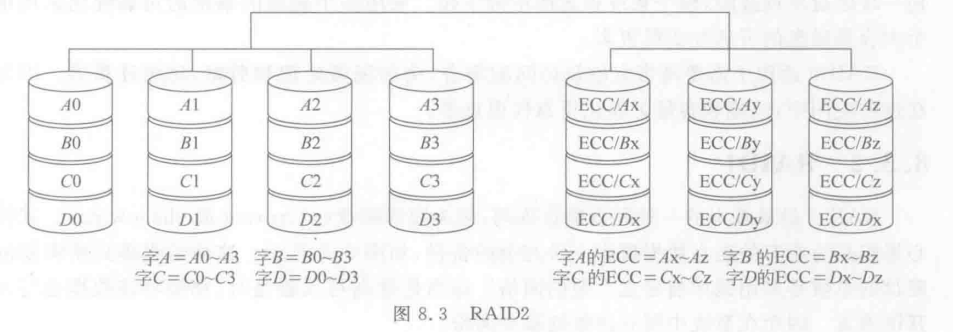 A0 A1 A2 A3 ECC/Ax ECC/Ay ECC/Az
B0 B1 B2 B3 ECC/Bx ECC/By ECC/Bz
C0 C1 C2 C3 ECC/Cx ECC/Cy ECC/Cz
D0 D1 D2 D3 ECC/Dx ECC/Dy ECC/Dz
字A=A0~A3 字B=B0~B3 字A的ECC=Ax~Az 字B的ECC=Bx~Bz
字C=C0~C3 字D=D0~D3 字C的ECC=Cx~Cz 字D的ECC=Dx~Dz
图 8.3 RAID2